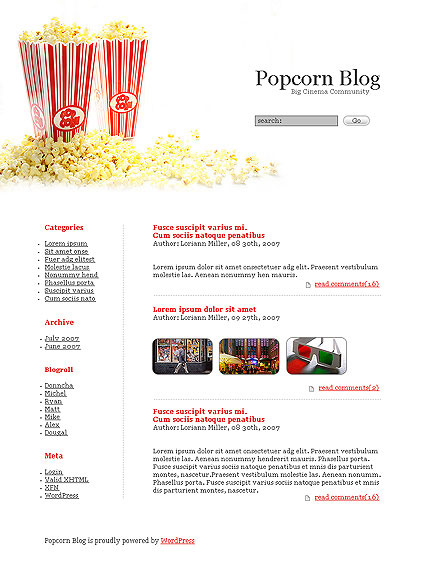 Popcorn Blog
Big Cinema Community
search:
Go
Categories
Lorem ipsum
Sit amet onse
Fuer adg elitest
Molestie lacus
Nonummy hend
Phasellus porta
Suscipit varius
Cum sociis nato
Archive
July 2007
June 2007
Blogroll
Donncha
Michel
Ryan
Matt
Mike
Alex
Dougal
Meta
Login
Valid XHTML
XFN
WordPress
Fusce suscipit varius mi.
Cum sociis natoque penatibus
Author: Loriann Miller, 08 30th, 2007
Lorem ipsum dolor sit amet onsectetuer adg elit. Praesent vestibulum
molestie las. Aenean nonummy hen mauris.
read comments(16)
Lorem ipsum dolor sit amet
Author: Loriann Miller, 09 27th, 2007
read comments(2)
Fusce suscipit varius mi.
Cum sociis natoque penatibus
Author: Loriann Miller, 08 30th, 2007
Lorem ipsum dolor sit amet onsectetuer adg elit. Praesent vestibulum
molestie las. Aenean nonummy hendrerit mauris. Phasellus porta.
Fusce suscipit varius sociis natoque penatibus et mnis dis parturient
montes, nascetur.Praesent vestibulum molestie las. Aenean nonumm.
Phasellus porta. Fusce suscipit varius sociis natoque penatibus et mnis
dis parturient montes, nascetur.
read comments(16)
Popcorn Blog is proudly powered by WordPress